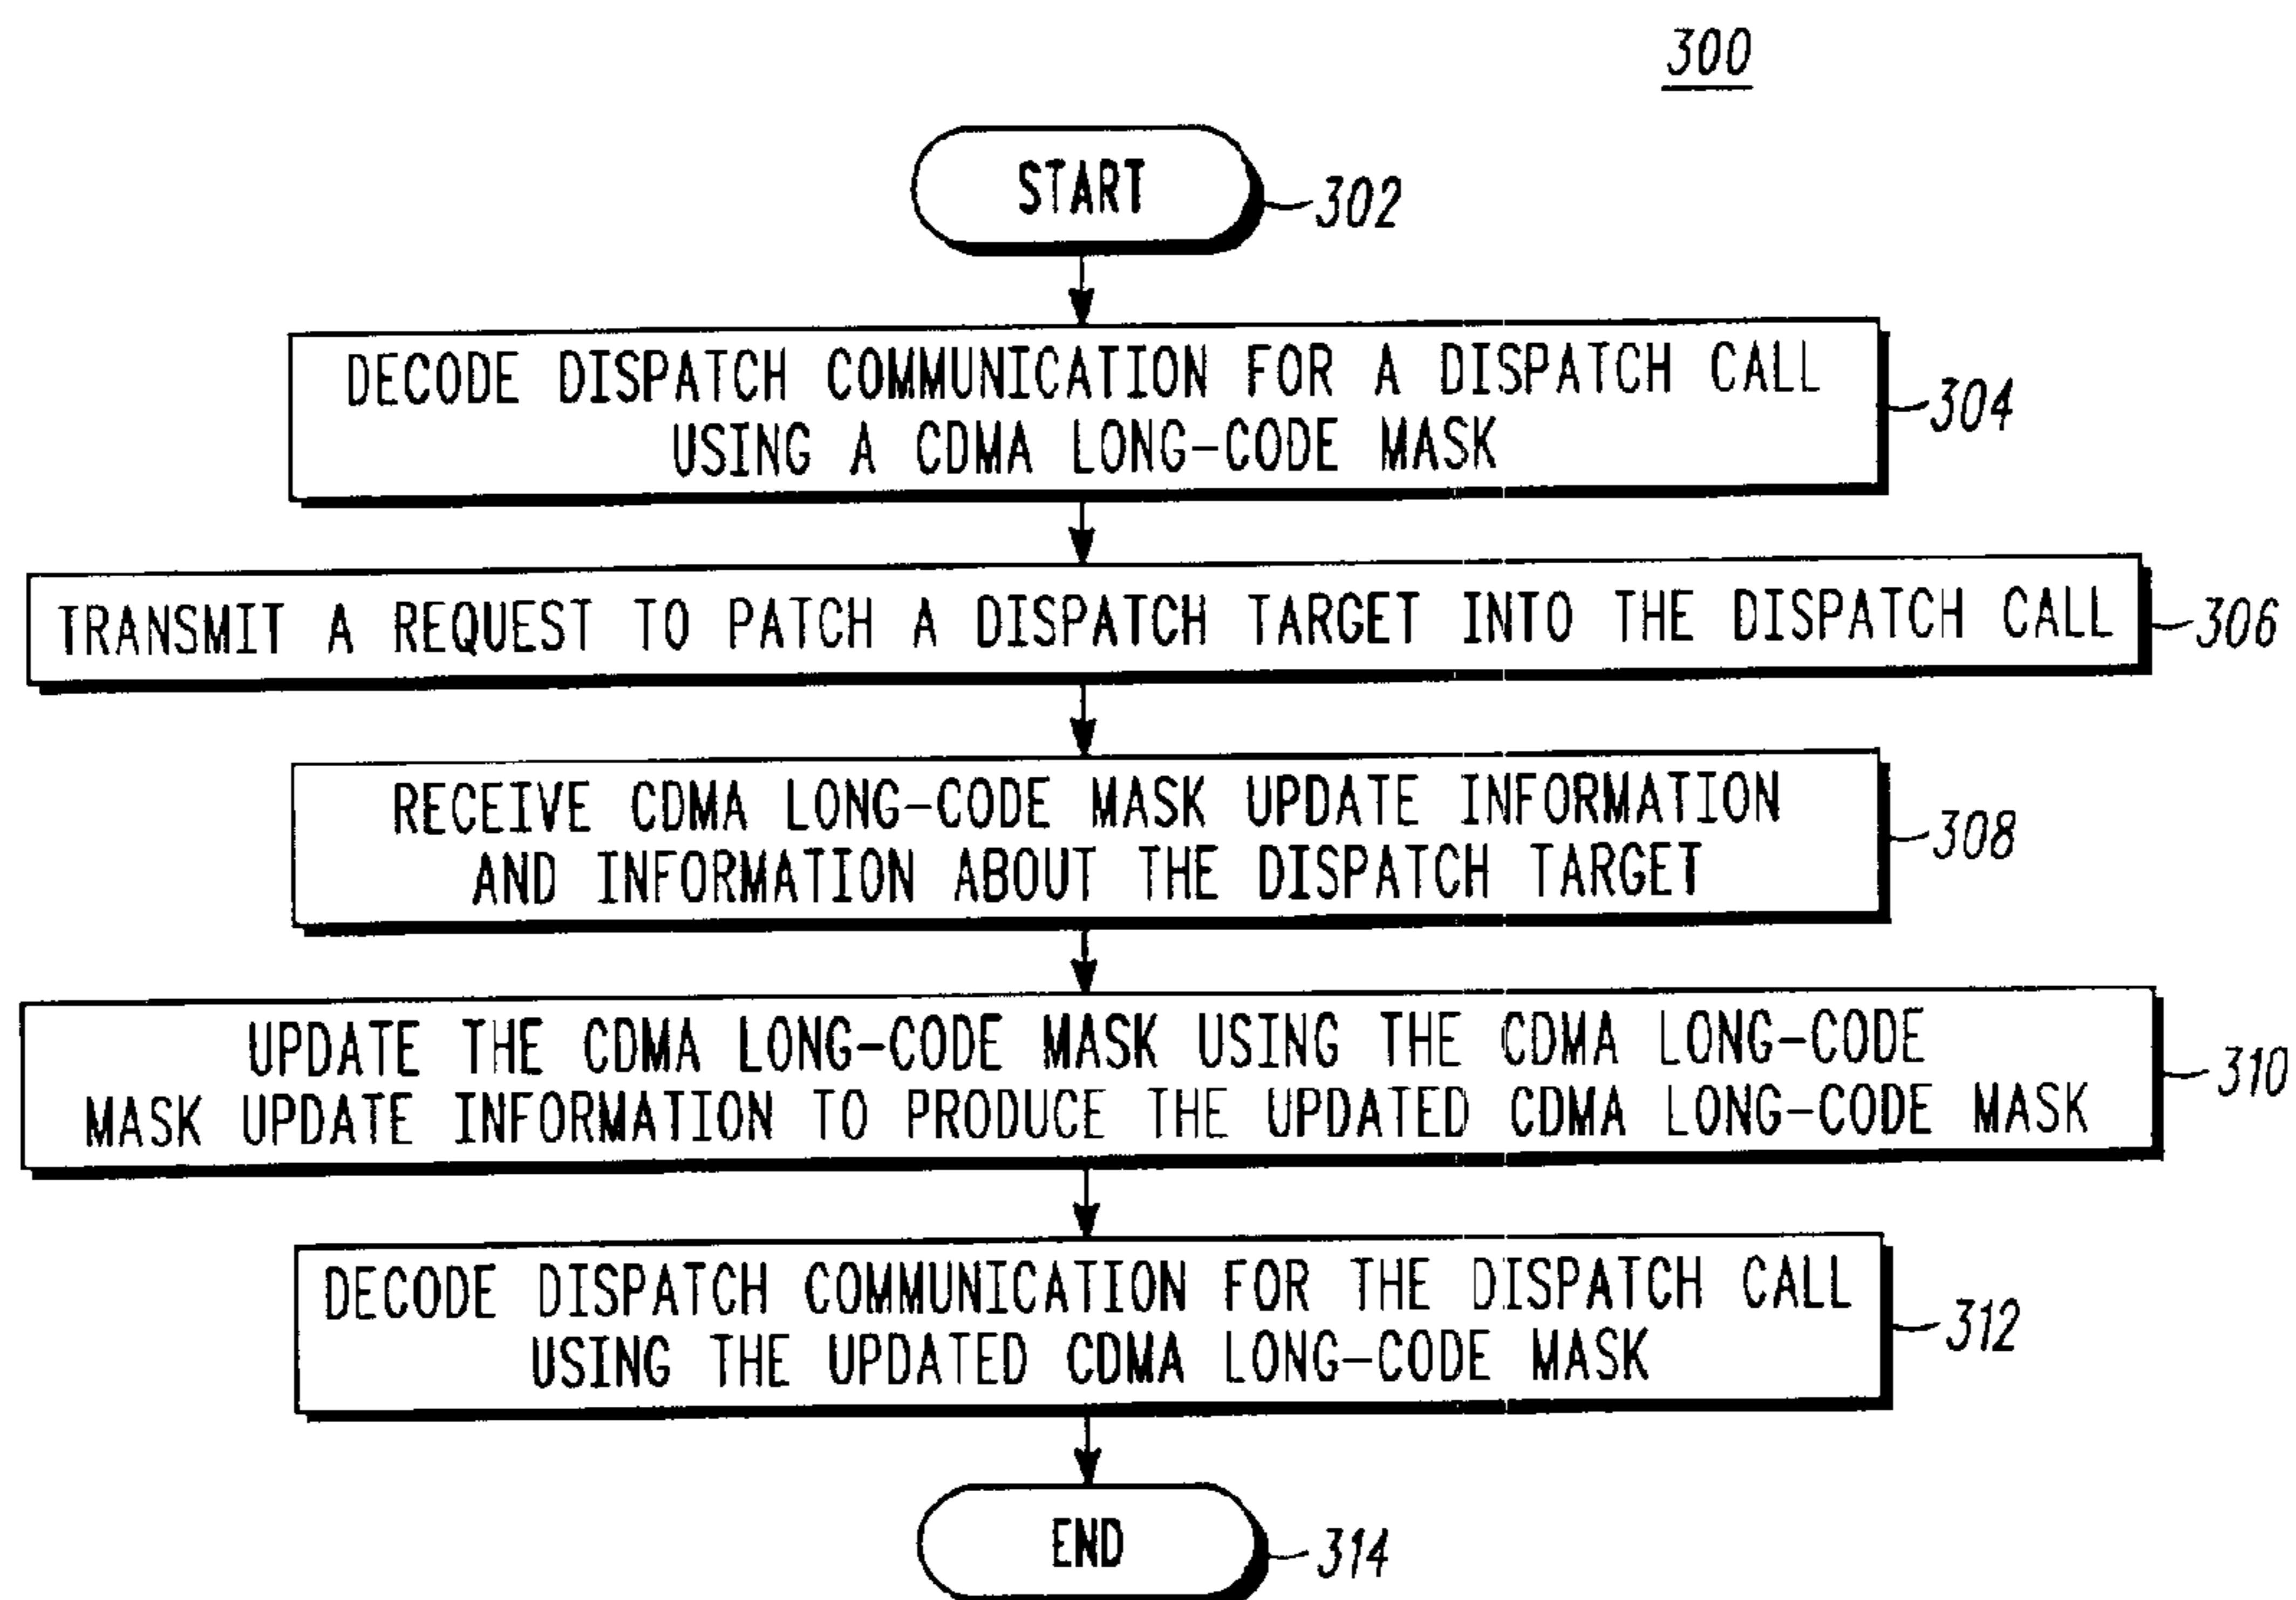 300
START
302
DECODE DISPATCH COMMUNICATION FOR A DISPATCH CALL
USING A CDMA LONG-CODE MASK
304
TRANSMIT A REQUEST TO PATCH A DISPATCH TARGET INTO THE DISPATCH CALL
306
RECEIVE CDMA LONG-CODE MASK UPDATE INFORMATION
AND INFORMATION ABOUT THE DISPATCH TARGET
308
UPDATE THE CDMA LONG-CODE MASK USING THE CDMA LONG-CODE
MASK UPDATE INFORMATION TO PRODUCE THE UPDATED CDMA LONG-CODE MASK
310
DECODE DISPATCH COMMUNICATION FOR THE DISPATCH CALL
USING THE UPDATED CDMA LONG-CODE MASK
312
END
314